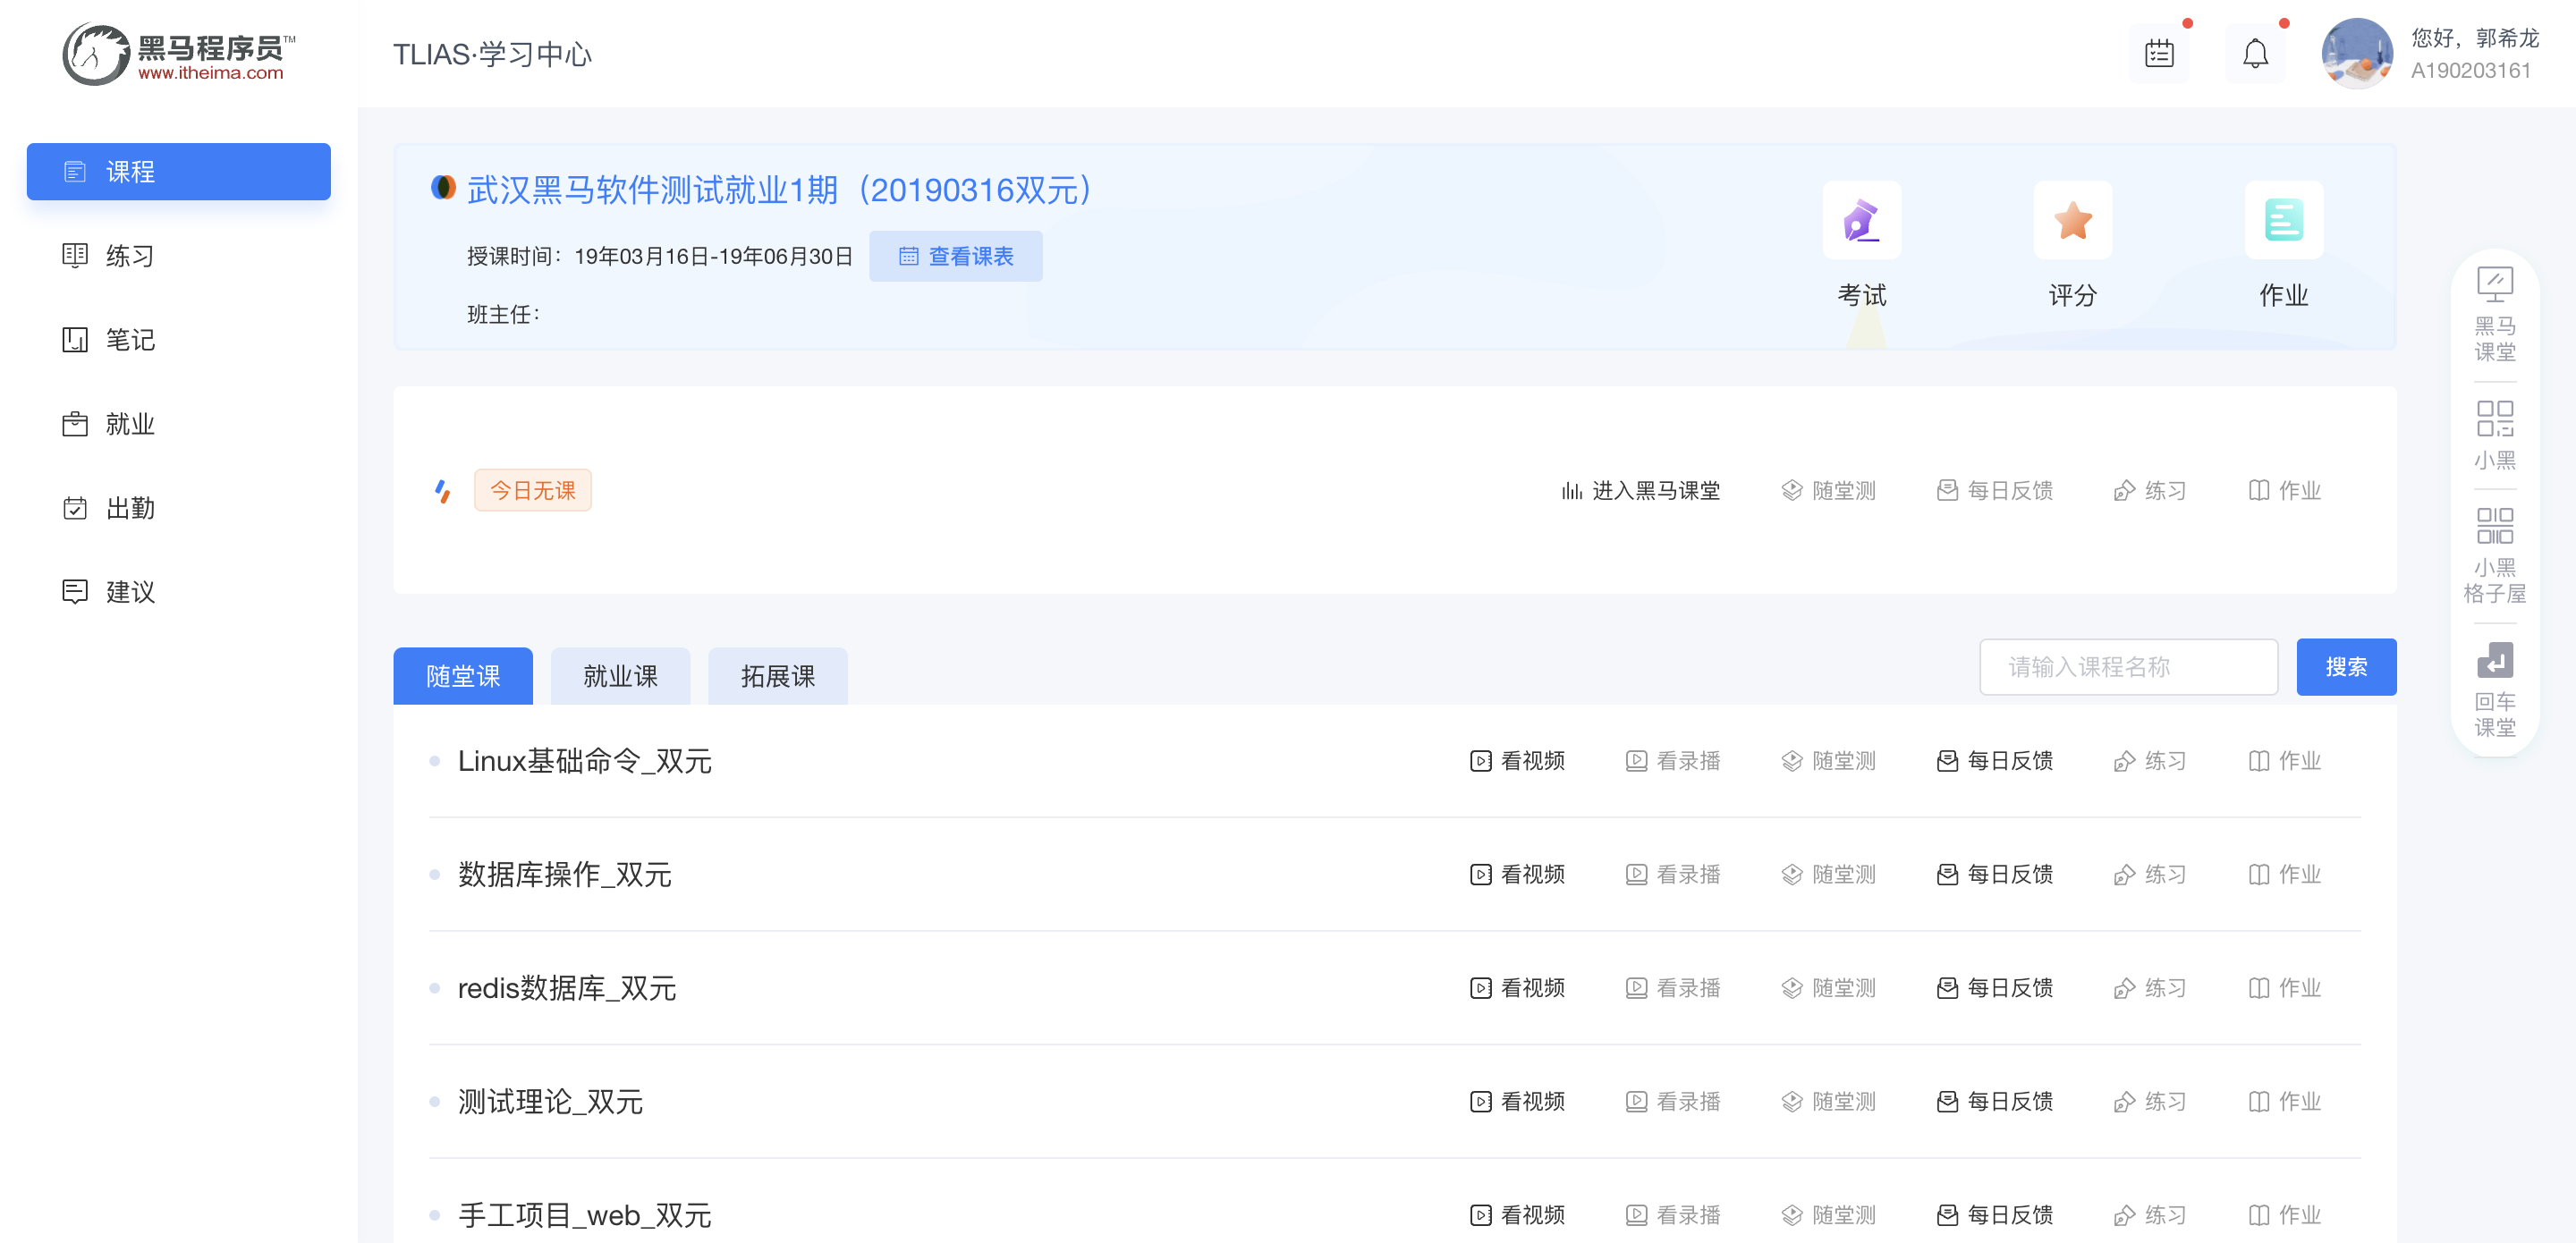 黑马程序员™
www.itheima.com
TLIAS·学习中心
您好，郭希龙
A190203161
课程
练习
笔记
就业
出勤
建议
武汉黑马软件测试就业1期（20190316双元）
授课时间：19年03月16日-19年06月30日 查看课表
班主任：
考试 评分 作业
今日无课 进入黑马课堂 随堂测 每日反馈 练习 作业
随堂课 就业课 拓展课 请输入课程名称 搜索
Linux基础命令_双元 看视频 看录播 随堂测 每日反馈 练习 作业
数据库操作_双元 看视频 看录播 随堂测 每日反馈 练习 作业
redis数据库_双元 看视频 看录播 随堂测 每日反馈 练习 作业
测试理论_双元 看视频 看录播 随堂测 每日反馈 练习 作业
手工项目_web_双元 看视频 看录播 随堂测 每日反馈 练习 作业
黑马
课堂
小黑
小黑
格子屋
回车
课堂